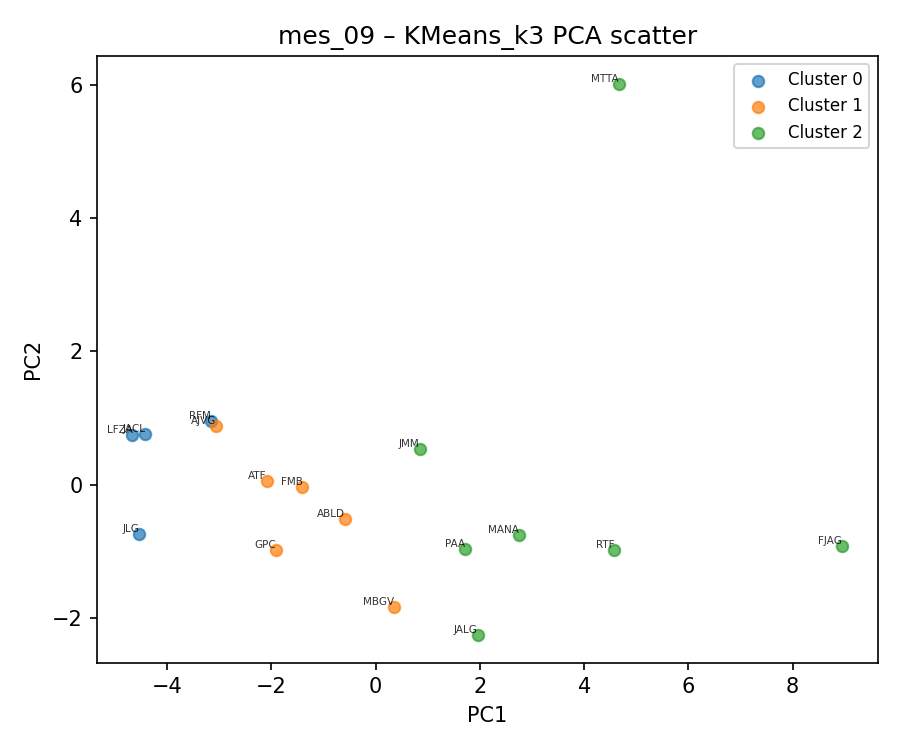 mes_09 – KMeans_k3 PCA scatter
Cluster 0
Cluster 1
Cluster 2
PC2
6
4
2
0
−2
MTTA
RFM
AJVG
JACL
JMM
ATF
FMB
ABLD
JLG
GPC
PAA
MANA
RTF
FJAG
MBGV
JALG
−4
−2
0
2
4
6
8
PC1